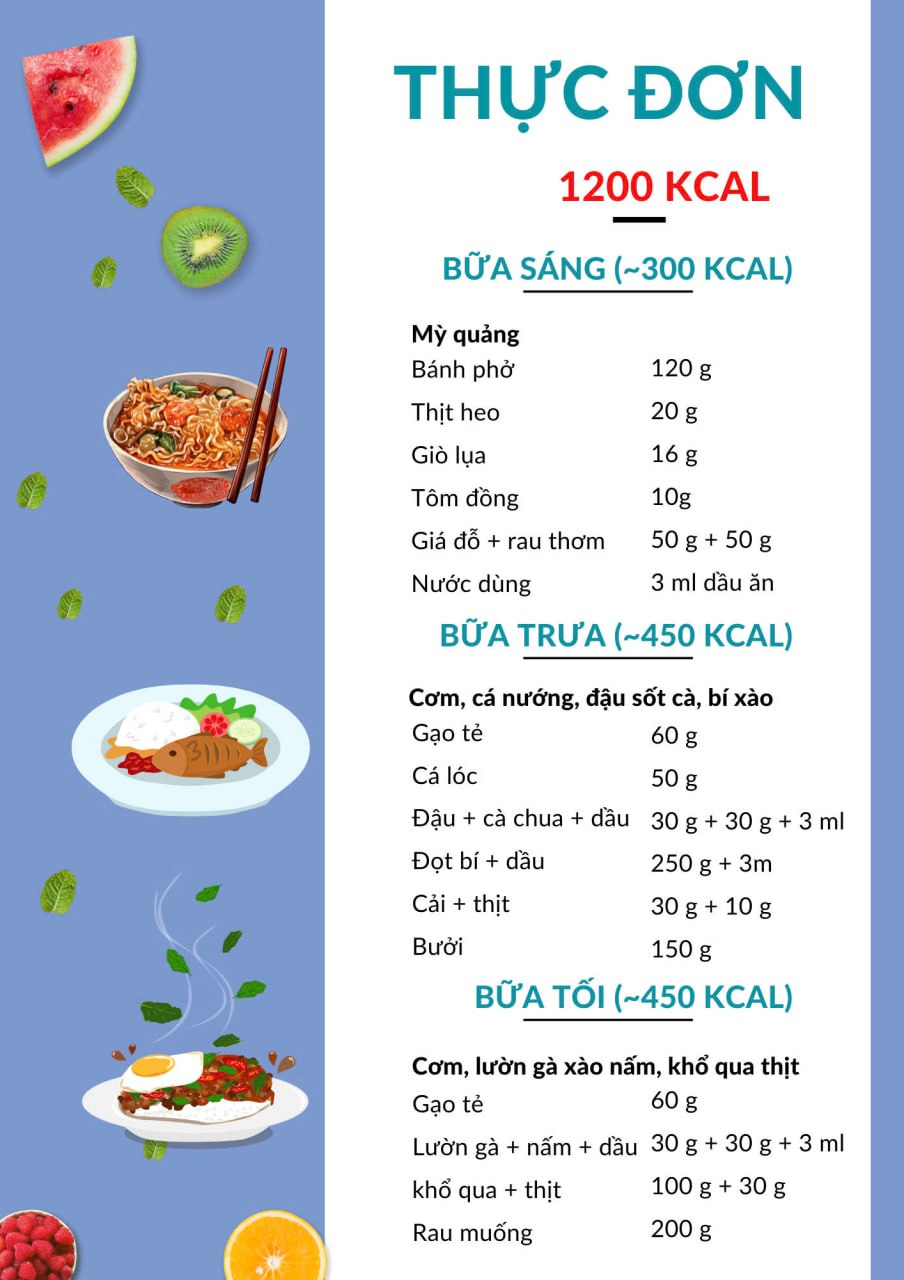 THỰC ĐƠN
1200 KCAL
BỮA SÁNG (~300 KCAL)
Mỳ quảng
Bánh phở 120 g
Thịt heo 20 g
Giò lụa 16 g
Tôm đồng 10g
Giá đỗ + rau thơm 50 g + 50 g
Nước dùng 3 ml dầu ăn
BỮA TRƯA (~450 KCAL)
Cơm, cá nướng, đậu sốt cà, bí xào
Gạo tẻ 60 g
Cá lóc 50 g
Đậu + cà chua + dầu 30 g + 30 g + 3 ml
Đọt bí + dầu 250 g + 3m
Cải + thịt 30 g + 10 g
Bưởi 150 g
BỮA TỐI (~450 KCAL)
Cơm, lườn gà xào nấm, khổ qua thịt
Gạo tẻ 60 g
Lườn gà + nấm + dầu 30 g + 30 g + 3 ml
khổ qua + thịt 100 g + 30 g
Rau muống 200 g